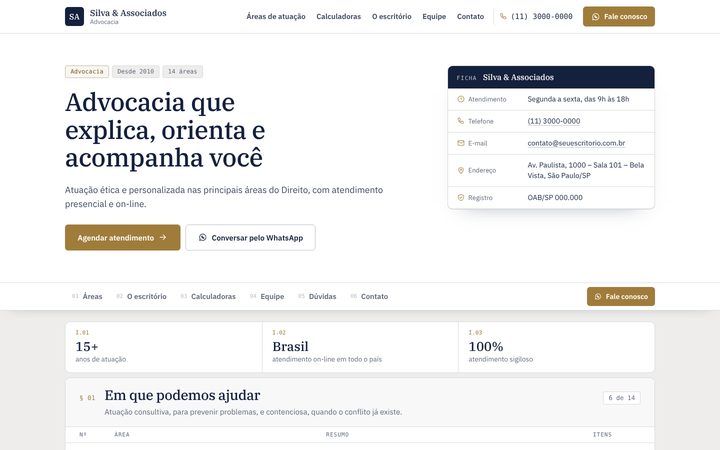 SA
Silva & Associados
Advocacia
Áreas de atuação
Calculadoras
O escritório
Equipe
Contato
(11) 3000-0000
Fale conosco
Advocacia
Desde 2010
14 áreas
Advocacia que
explica, orienta e
acompanha você
Atuação ética e personalizada nas principais áreas do Direito, com atendimento
presencial e on-line.
Agendar atendimento →
Conversar pelo WhatsApp
FICHA Silva & Associados
Atendimento Segunda a sexta, das 9h às 18h
Telefone (11) 3000-0000
E-mail contato@seuescritorio.com.br
Endereço Av. Paulista, 1000 – Sala 101 – Bela
Vista, São Paulo/SP
Registro OAB/SP 000.000
01 Áreas
02 O escritório
03 Calculadoras
04 Equipe
05 Dúvidas
06 Contato
Fale conosco
I.01
15+
anos de atuação
I.02
Brasil
atendimento on-line em todo o país
I.03
100%
atendimento sigiloso
§ 01 Em que podemos ajudar
Atuação consultiva, para prevenir problemas, e contenciosa, quando o conflito já existe.
6 de 14
Nº ÁREA RESUMO ITENS